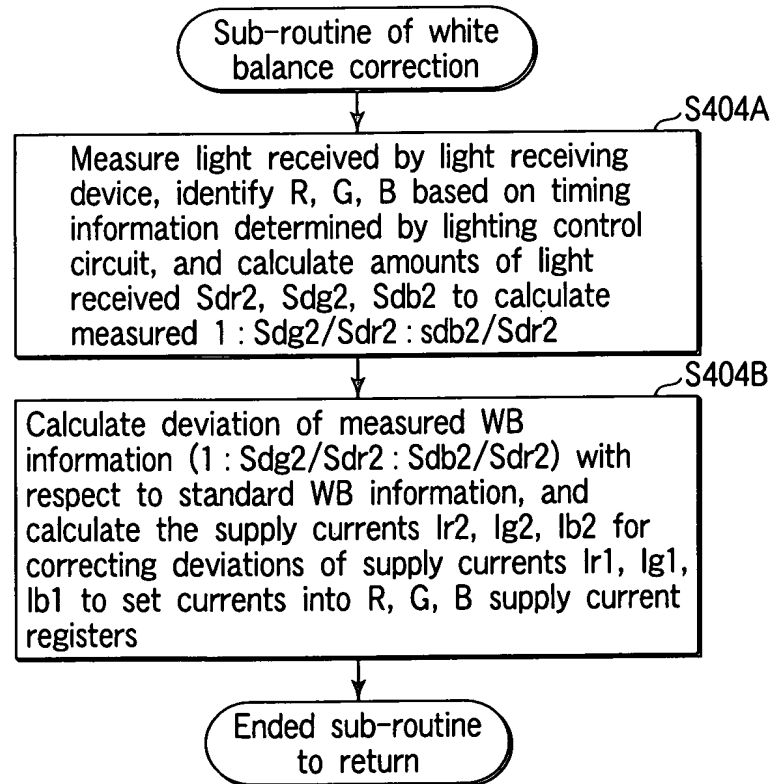 Sub-routine of white
balance correction
S404A
Measure light received by light receiving
device, identify R, G, B based on timing
information determined by lighting control
circuit, and calculate amounts of light
received Sdr2, Sdg2, Sdb2 to calculate
measured 1 : Sdg2/Sdr2 : sdb2/Sdr2
S404B
Calculate deviation of measured WB
information (1 : Sdg2/Sdr2 : Sdb2/Sdr2) with
respect to standard WB information, and
calculate the supply currents Ir2, Ig2, Ib2 for
correcting deviations of supply currents Ir1, Ig1,
Ib1 to set currents into R, G, B supply current
registers
Ended sub-routine
to return